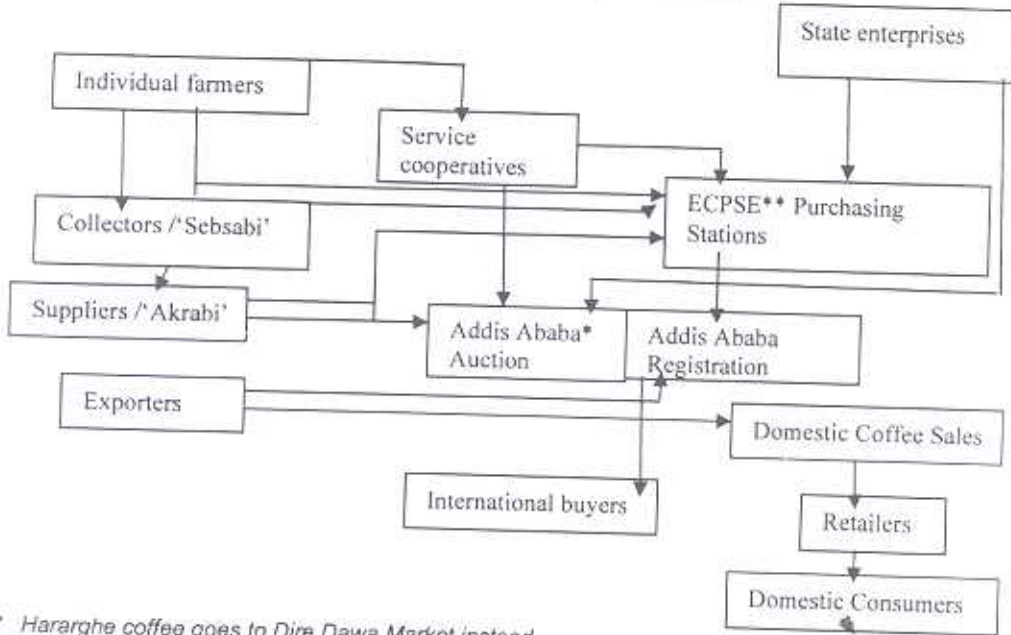 State enterprises
Individual farmers
Service
cooperatives
ECPSE** Purchasing
Stations
Collectors /‘Sebsabi’
Suppliers /‘Akrabi’
Addis Ababa*
Auction
Addis Ababa
Registration
Exporters
Domestic Coffee Sales
International buyers
Retailers
Domestic Consumers
* Hararghe coffee goes to Dire Dawa Market instead